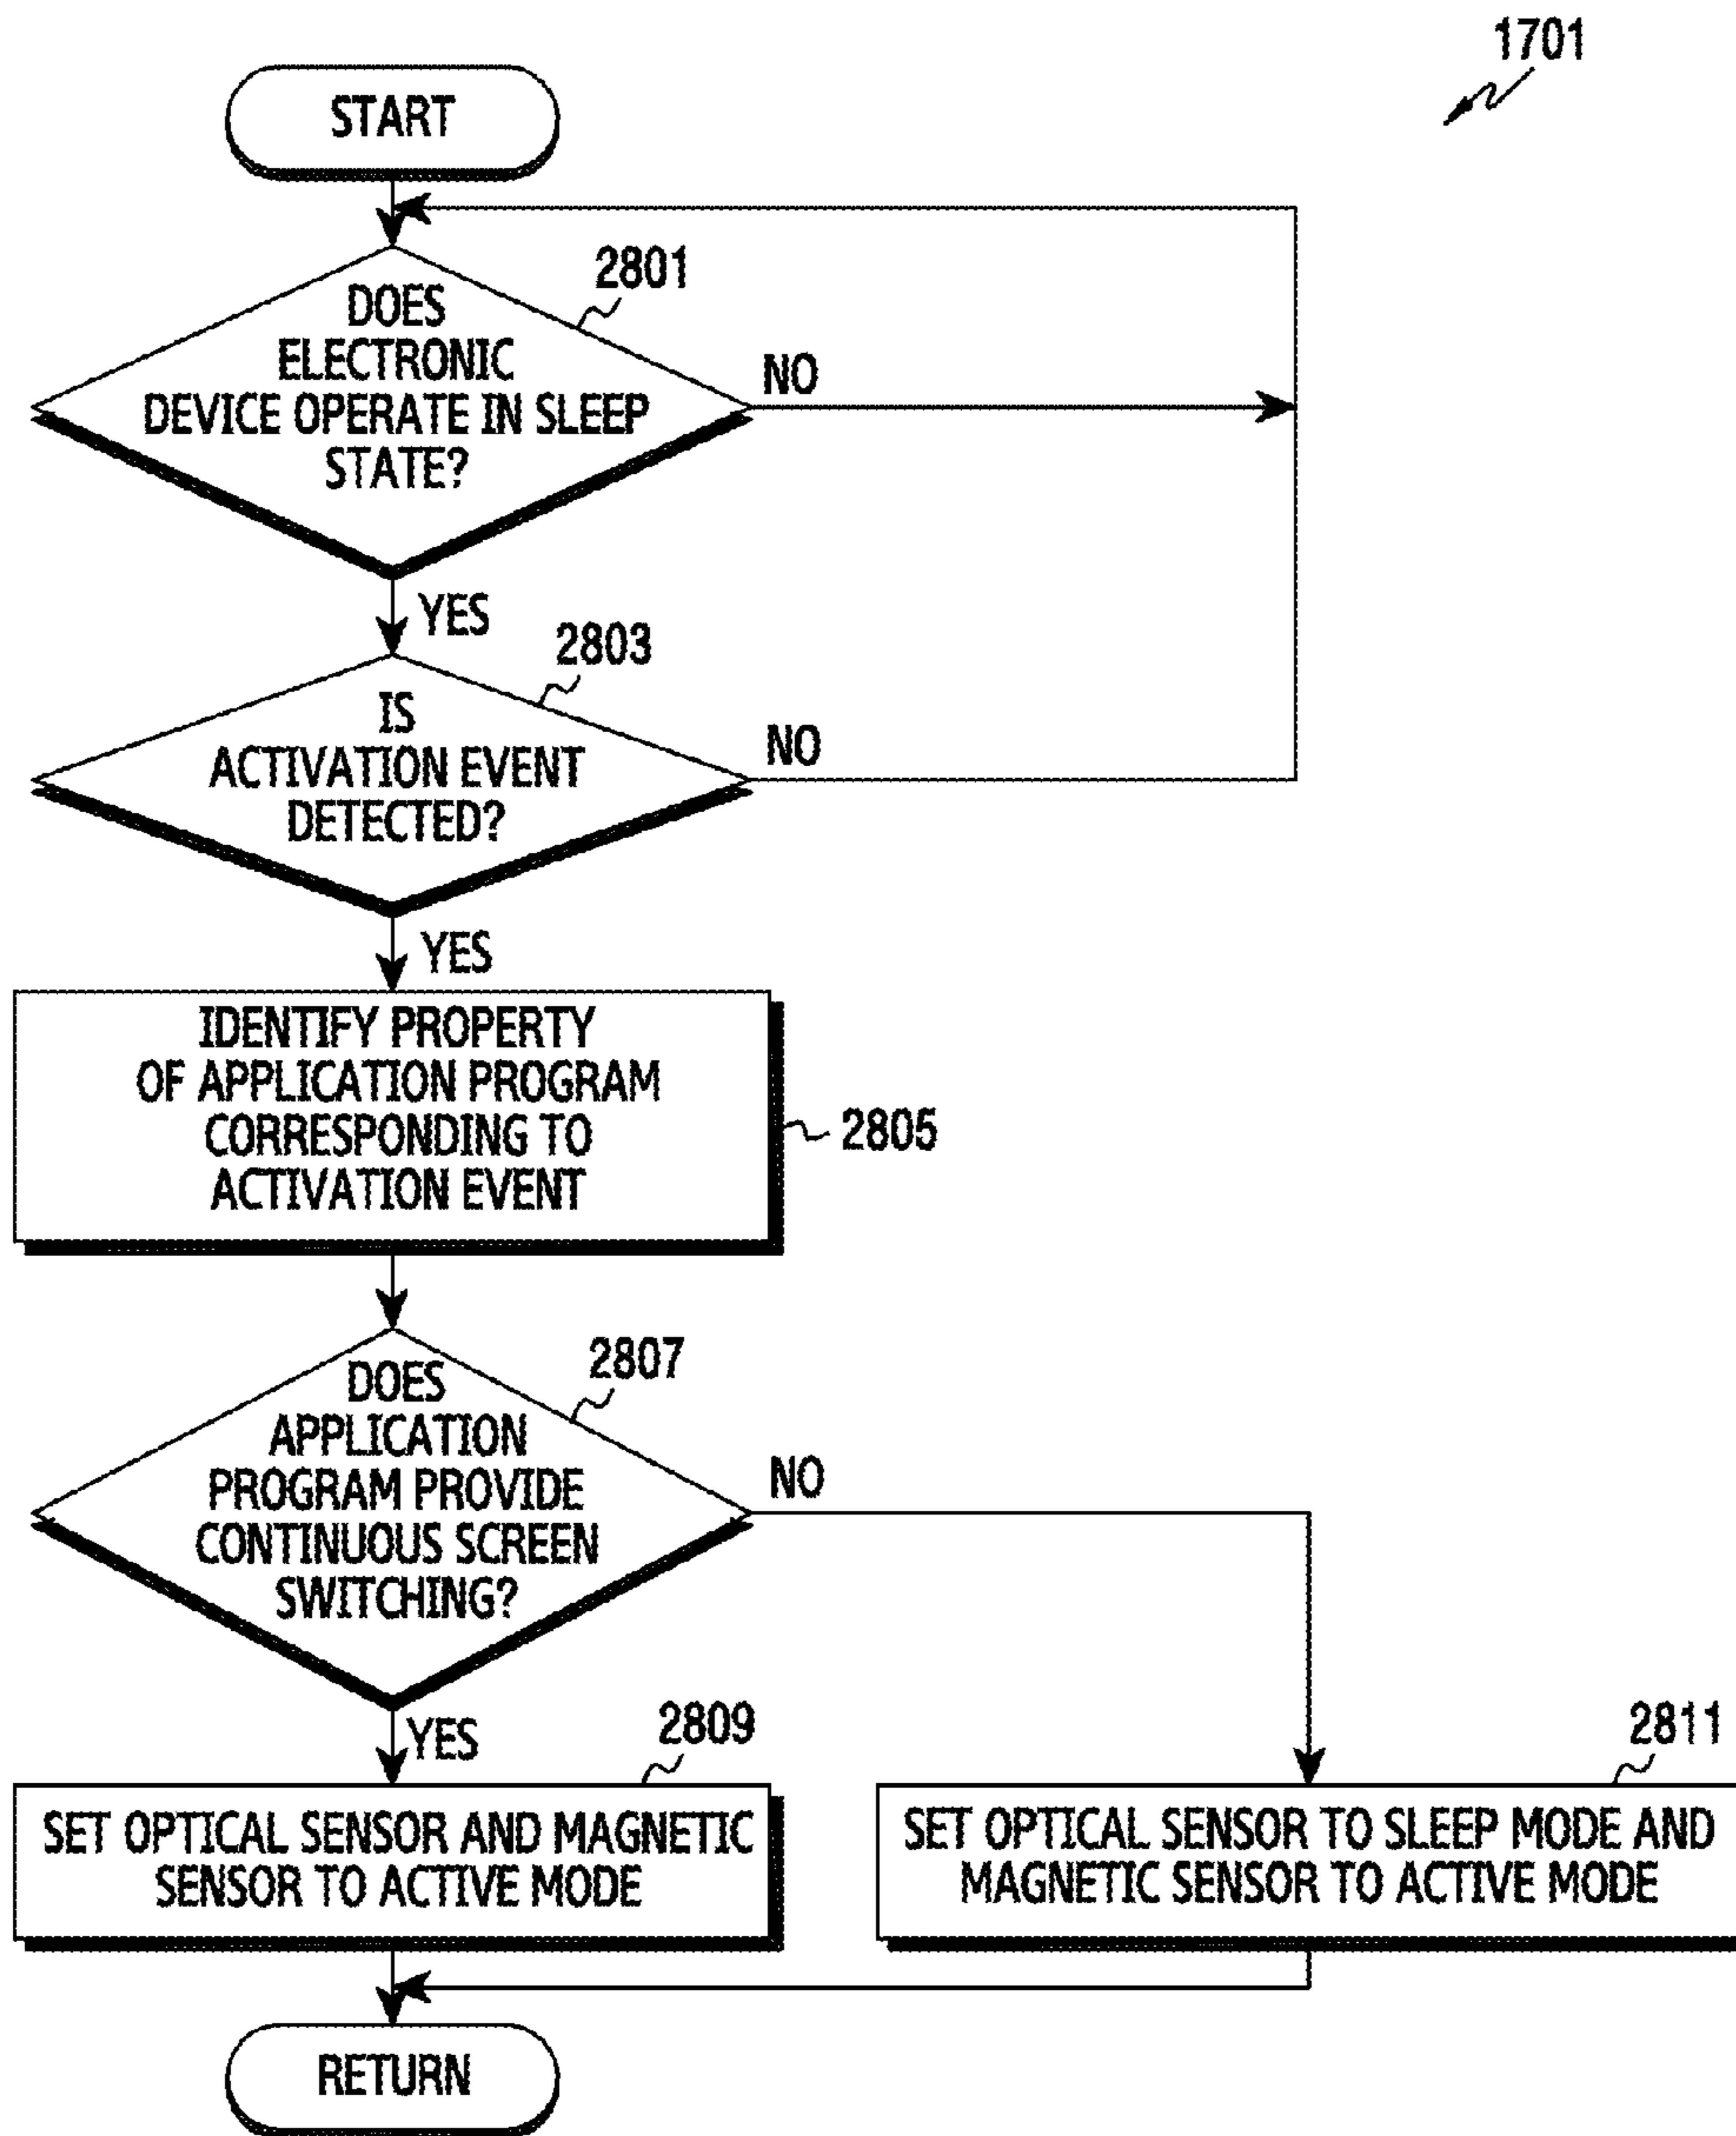 1701
START
2801
DOES
ELECTRONIC
DEVICE OPERATE IN SLEEP
STATE?
NO
YES
2803
IS
ACTIVATION EVENT
DETECTED?
NO
YES
IDENTIFY PROPERTY
OF APPLICATION PROGRAM
CORRESPONDING TO
ACTIVATION EVENT
2805
2807
DOES
APPLICATION
PROGRAM PROVIDE
CONTINUOUS SCREEN
SWITCHING?
NO
YES
2809
SET OPTICAL SENSOR AND MAGNETIC
SENSOR TO ACTIVE MODE
2811
SET OPTICAL SENSOR TO SLEEP MODE AND
MAGNETIC SENSOR TO ACTIVE MODE
RETURN